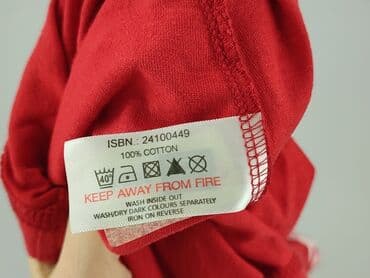 ISBN.: 24100449
100% COTTON
40°
KEEP AWAY FROM FIRE
WASH INSIDE OUT
WASH/DRY DARK COLOURS SEPARATELY
IRON ON REVERSE